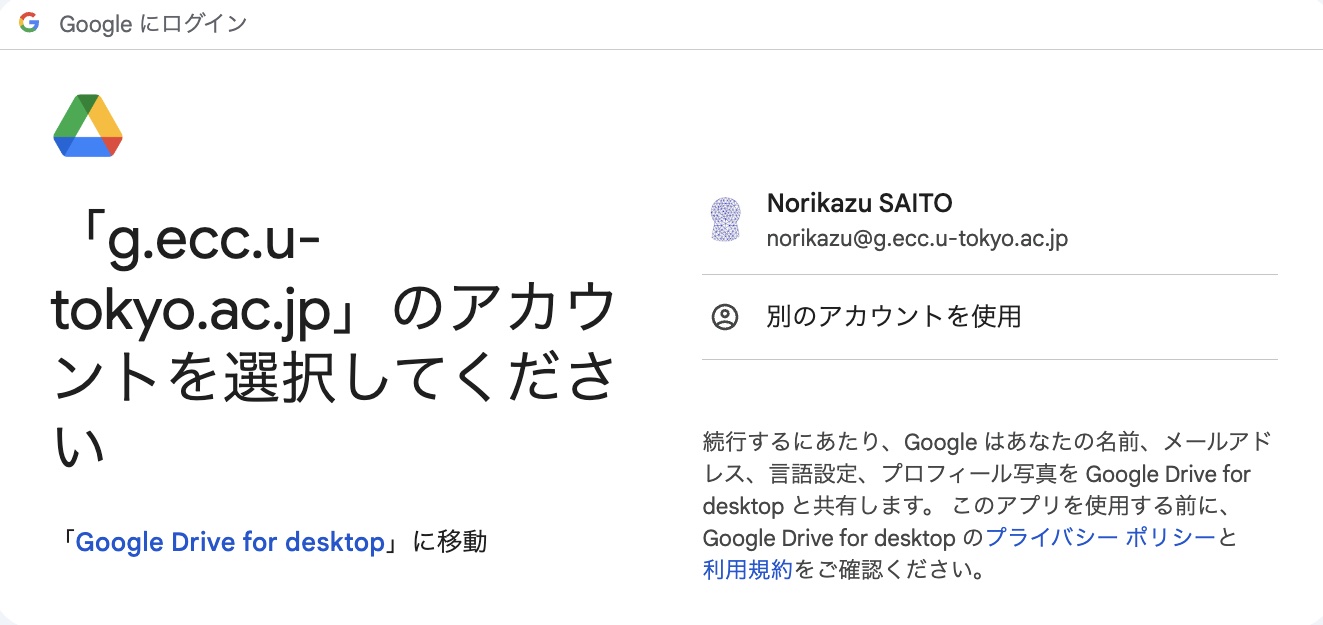 Google にログイン
「g.ecc.u-
tokyo.ac.jp」のアカウ
ントを選択してくださ
い
「Google Drive for desktop」に移動
Norikazu SAITO
norikazu@g.ecc.u-tokyo.ac.jp
別のアカウントを使用
続行するにあたり、Google はあなたの名前、メールアド
レス、言語設定、プロフィール写真を Google Drive for
desktop と共有します。 このアプリを使用する前に、
Google Drive for desktop のプライバシー ポリシーと
利用規約をご確認ください。